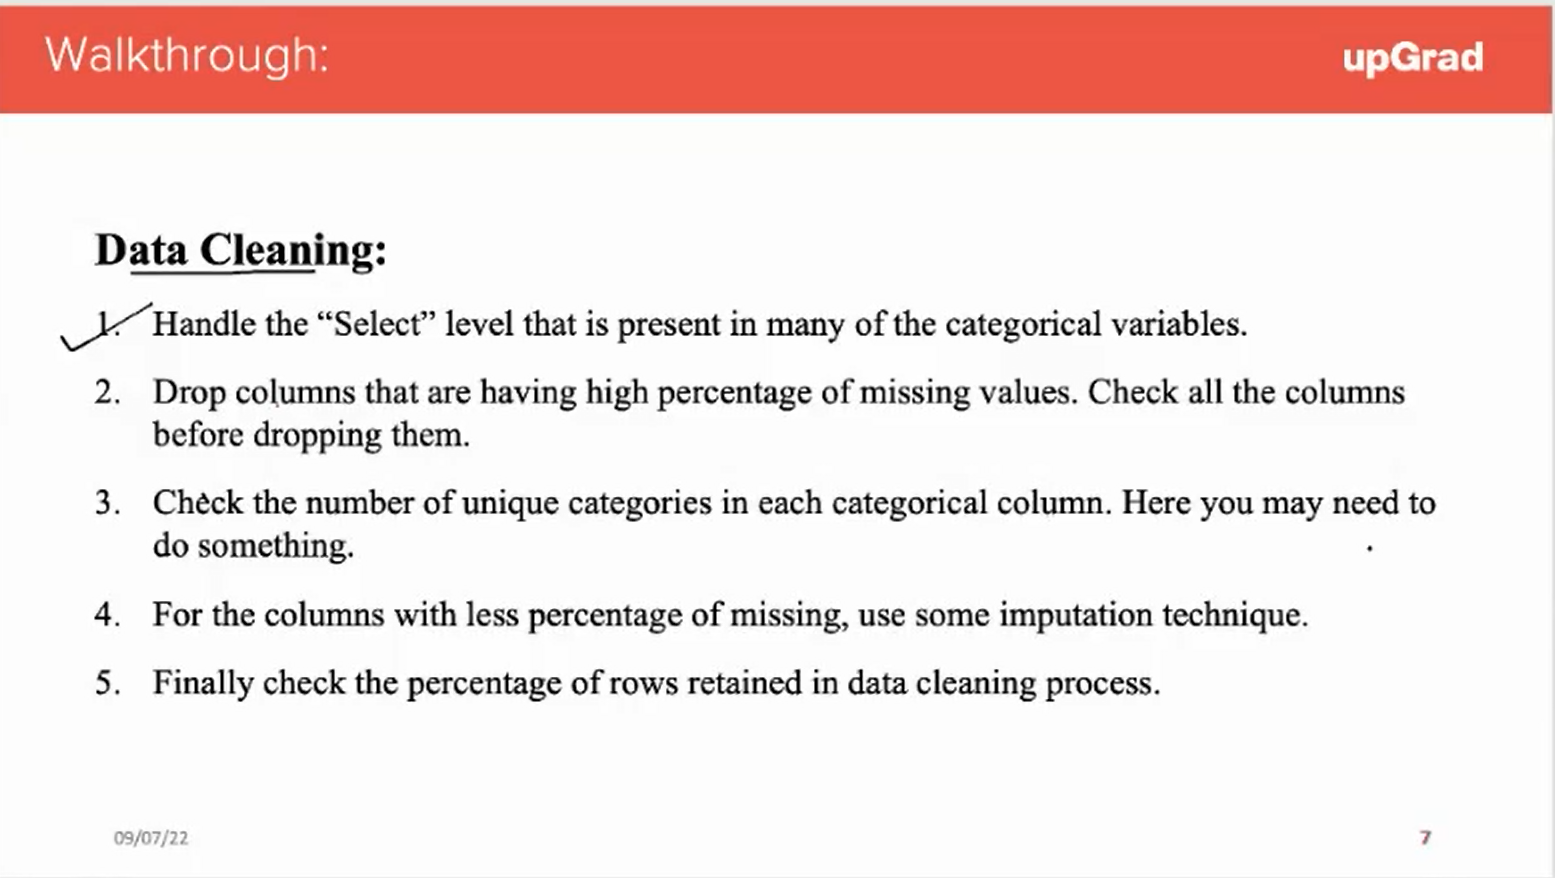 Walkthrough:
upGrad
Data Cleaning:
1. Handle the “Select” level that is present in many of the categorical variables.
2. Drop columns that are having high percentage of missing values. Check all the columns
before dropping them.
3. Check the number of unique categories in each categorical column. Here you may need to
do something.
4. For the columns with less percentage of missing, use some imputation technique.
5. Finally check the percentage of rows retained in data cleaning process.
09/07/22
7